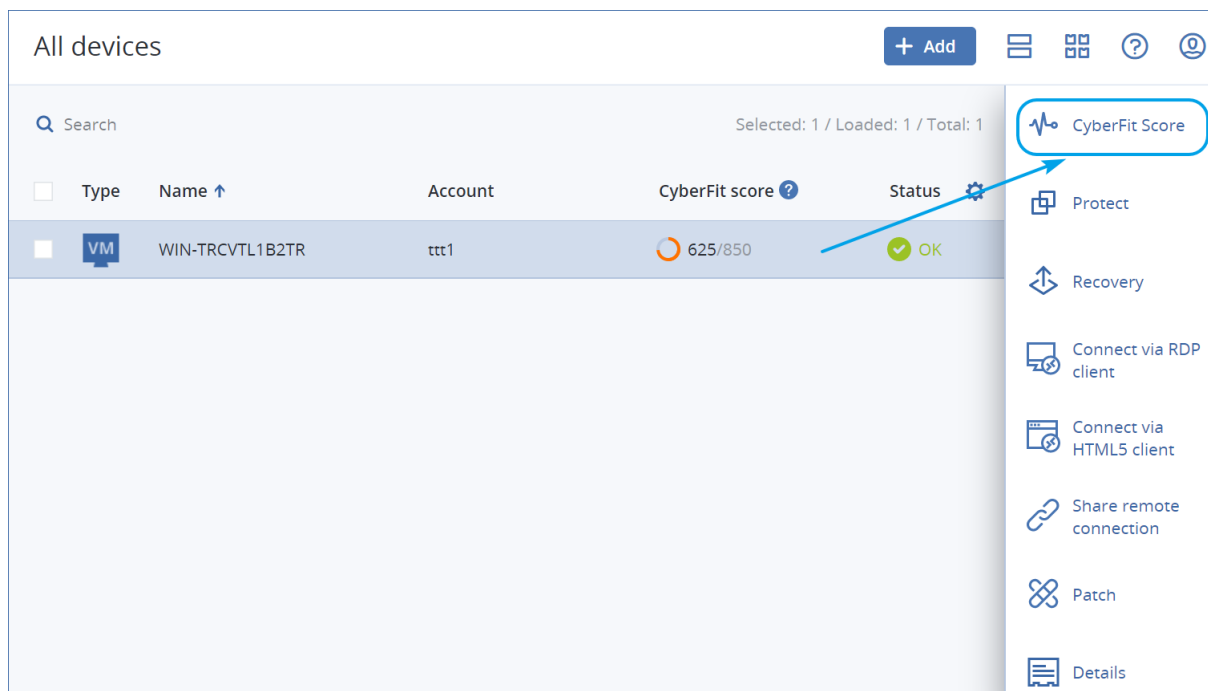 All devices
+ Add
Search
Selected: 1 / Loaded: 1 / Total: 1
Type Name Account CyberFit score ? Status
VM WIN-TRCVTL1B2TR ttt1 625/850 OK
CyberFit Score
Protect
Recovery
Connect via RDP
client
Connect via
HTML5 client
Share remote
connection
Patch
Details